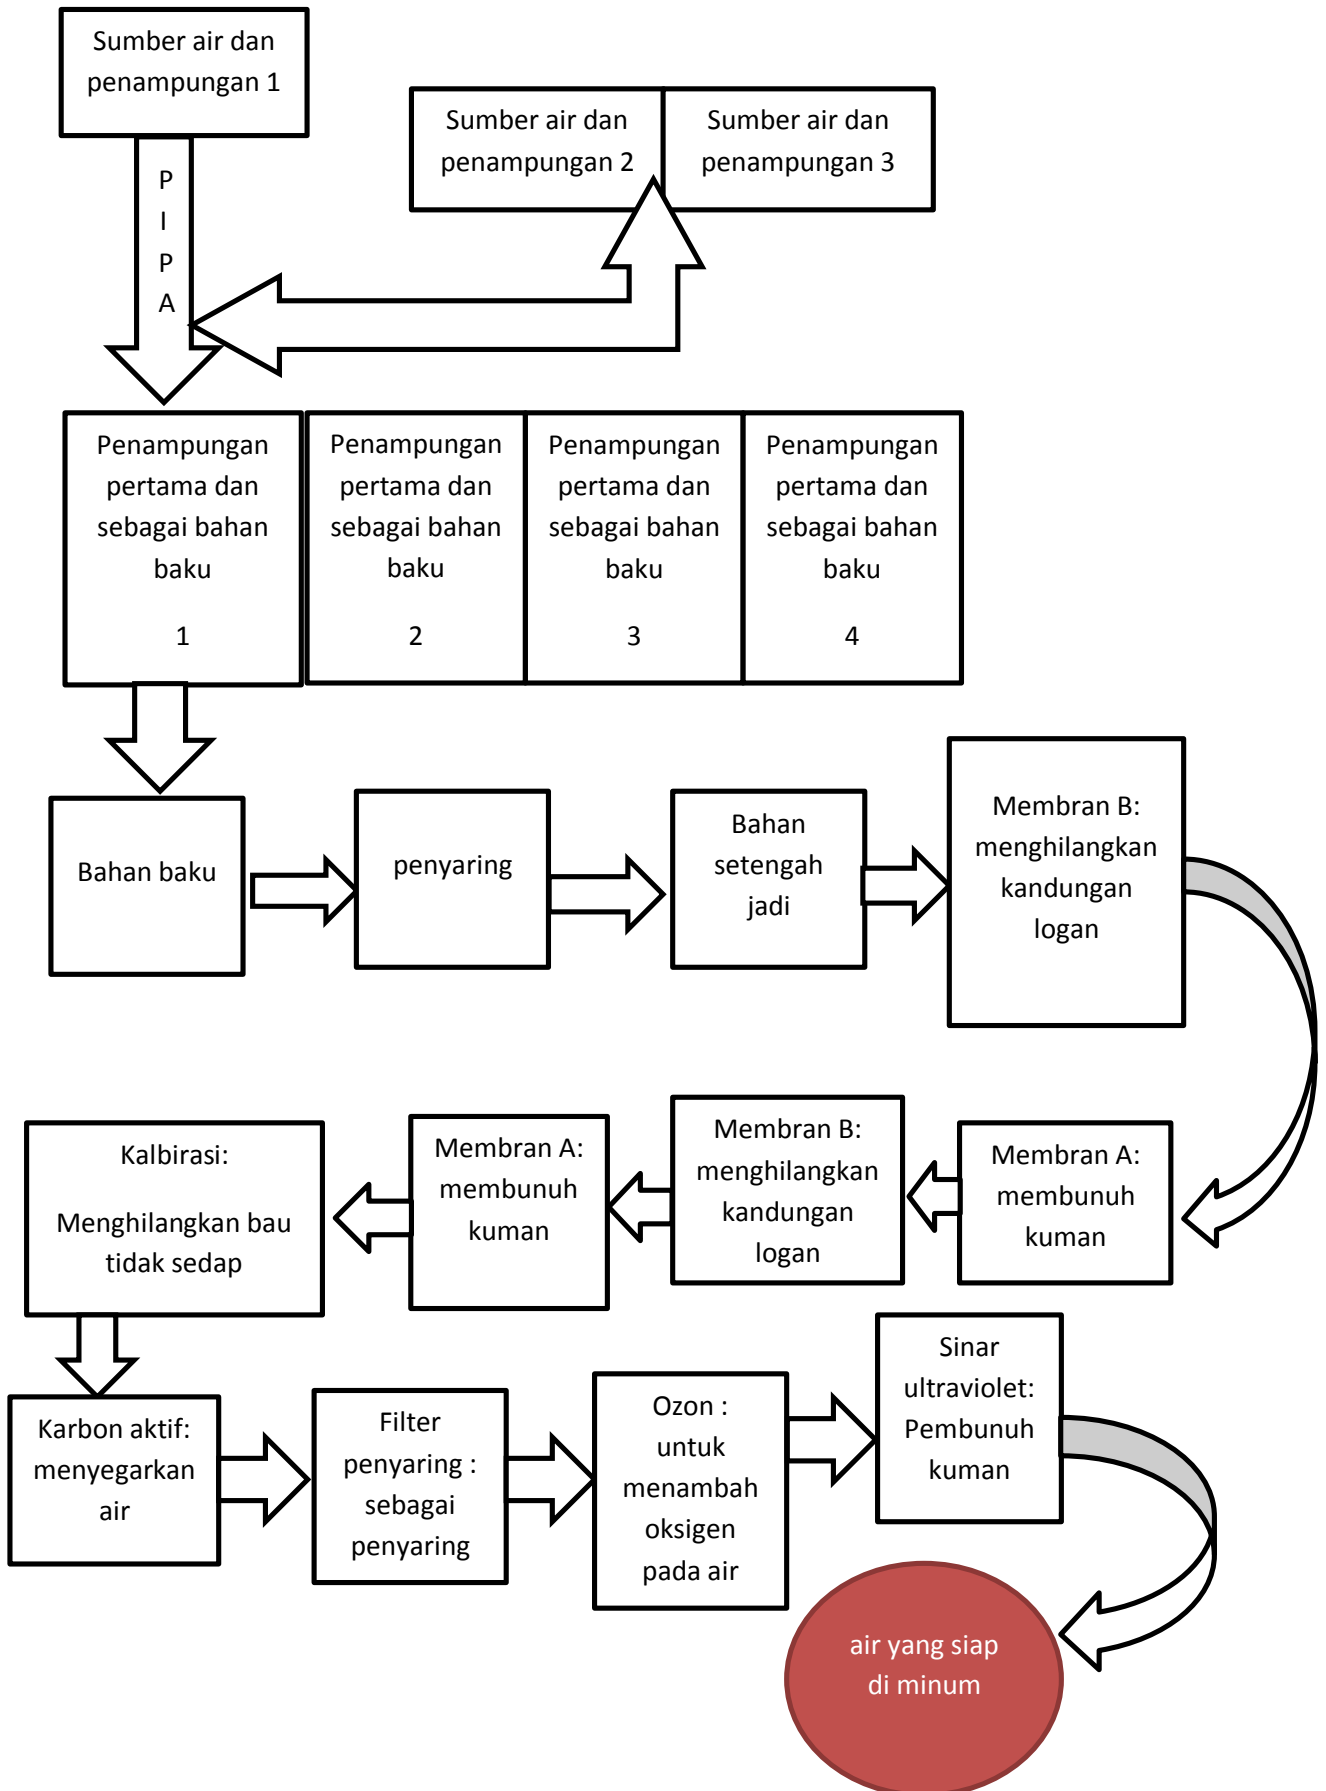 Sumber air dan
penampungan 1
Sumber air dan
penampungan 2
Sumber air dan
penampungan 3
P
I
P
A
Penampungan
pertama dan
sebagai bahan
baku
1
Penampungan
pertama dan
sebagai bahan
baku
2
Penampungan
pertama dan
sebagai bahan
baku
3
Penampungan
pertama dan
sebagai bahan
baku
4
Bahan baku
penyaring
Bahan
setengah
jadi
Membran B:
menghilangkan
kandungan
logan
Membran A:
membunuh
kuman
Membran B:
menghilangkan
kandungan
logan
Membran A:
membunuh
kuman
Kalbirasi:
Menghilangkan bau
tidak sedap
Karbon aktif:
menyegarkan
air
Filter
penyaring :
sebagai
penyaring
Ozon :
untuk
menambah
oksigen
pada air
Sinar
ultraviolet:
Pembunuh
kuman
air yang siap
di minum